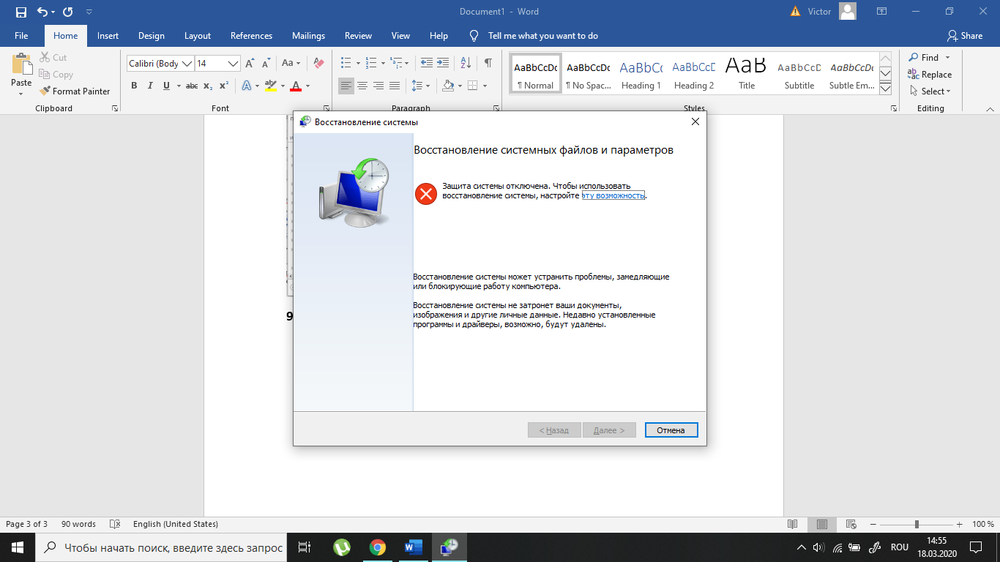 Document1 - Word
Victor
File Home Insert Design Layout References Mailings Review View Help Tell me what you want to do Share
Paste
Cut
Copy
Format Painter
Clipboard
Calibri (Body 14
Aa
B I U abc x₂ x²
A A
Font
Paragraph
AaBbCcDc AaBbCcDc AaBbCc AaBbCcD AaB AaBbCcD AaBbCcDc
¶ Normal ¶ No Spac... Heading 1 Heading 2 Title Subtitle Subtle Em...
Styles
Find
Replace
Select
Editing
9
Восстановление системы
Восстановление системных файлов и параметров
Защита системы отключена. Чтобы использовать
восстановление системы, настройте эту возможность.
Восстановление системы может устранить проблемы, замедляющие
или блокирующие работу компьютера.
Восстановление системы не затронет ваши документы,
изображения и другие личные данные. Недавно установленные
программы и драйверы, возможно, будут удалены.
< Назад Далее > Отмена
Page 3 of 3 90 words English (United States) 100 %
Чтобы начать поиск, введите здесь запрос
ROU
14:55
18.03.2020